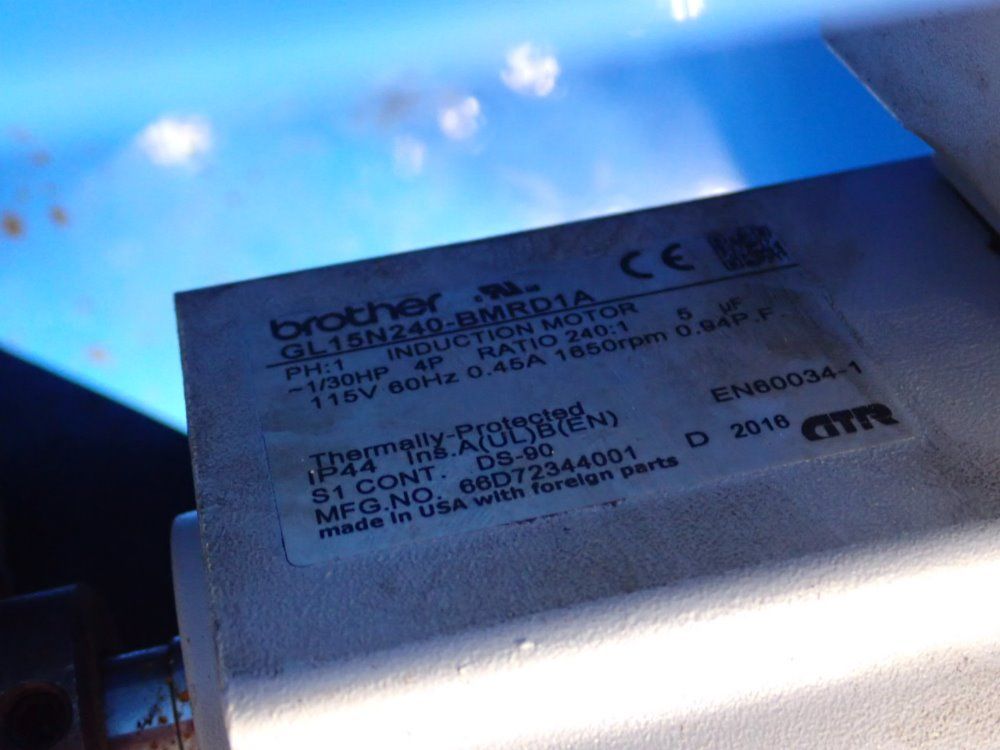 brother
GL15N240-BMRD1A
PH:1 INDUCTION MOTOR 5 µF
~1/30HP 4P RATIO 240:1
115V 60Hz 0.45A 1650rpm 0.94P.F
Thermally-Protected EN60034-1
IP44 Ins.A(UL)B(EN)
S1 CONT. DS-90
MFG.NO. 66D72344001 D 2016 GTR
made in USA with foreign parts
CE